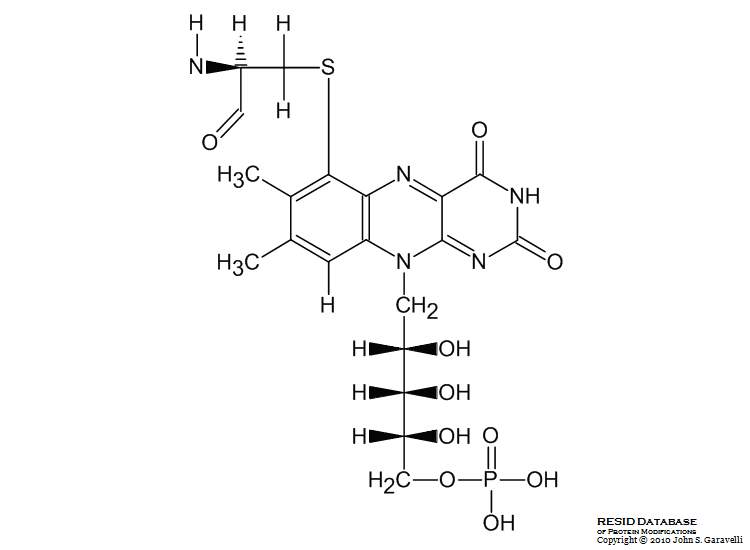 H H H
N S
H
O
H₃C N O
NH
H₃C N N O
H CH₂
H OH
H OH
H OH O
H₂C O P OH
OH
RESID DATABASE
OF PROTEIN MODIFICATIONS
Copyright © 2010 John S. Garavelli